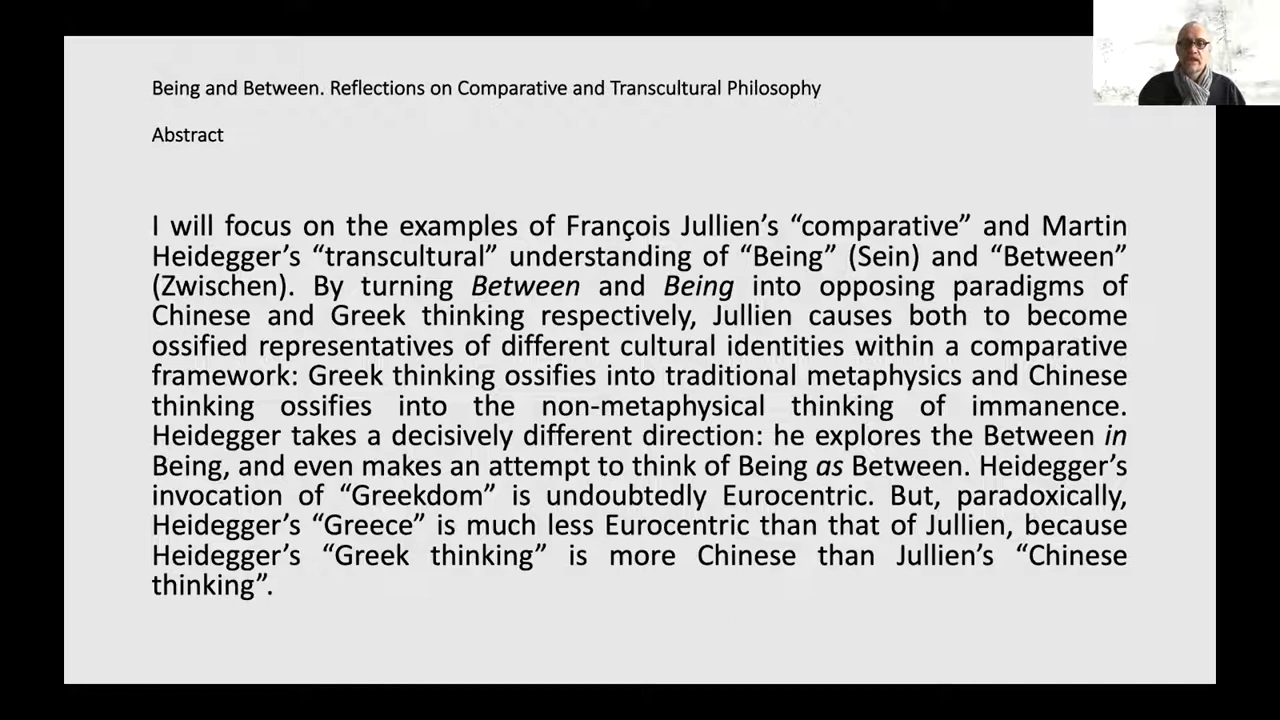 Being and Between. Reflections on Comparative and Transcultural Philosophy
Abstract
I will focus on the examples of François Jullien’s “comparative” and Martin
Heidegger’s “transcultural” understanding of “Being” (Sein) and “Between”
(Zwischen). By turning Between and Being into opposing paradigms of
Chinese and Greek thinking respectively, Jullien causes both to become
ossified representatives of different cultural identities within a comparative
framework: Greek thinking ossifies into traditional metaphysics and Chinese
thinking ossifies into the non-metaphysical thinking of immanence.
Heidegger takes a decisively different direction: he explores the Between in
Being, and even makes an attempt to think of Being as Between. Heidegger’s
invocation of “Greekdom” is undoubtedly Eurocentric. But, paradoxically,
Heidegger’s “Greece” is much less Eurocentric than that of Jullien, because
Heidegger’s “Greek thinking” is more Chinese than Jullien’s “Chinese
thinking”.